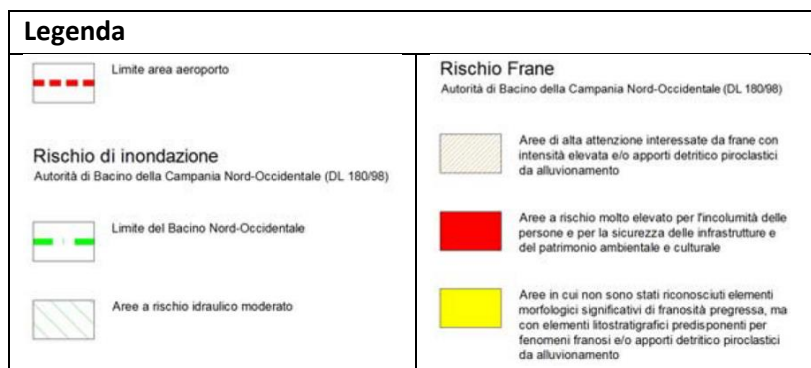 Legenda
Limite area aeroporto
Rischio di inondazione
Autorità di Bacino della Campania Nord-Occidentale (DL 180/98)
Limite del Bacino Nord-Occidentale
Aree a rischio idraulico moderato
Rischio Frane
Autorità di Bacino della Campania Nord-Occidentale (DL 180/98)
Aree di alta attenzione interessate da frane con
intensità elevata e/o apporti detritico piroclastici
da alluvionamento
Aree a rischio molto elevato per l'incolumità delle
persone e per la sicurezza delle infrastrutture e
del patrimonio ambientale e culturale
Aree in cui non sono stati riconosciuti elementi
morfologici significativi di franosità pregressa, ma
con elementi litostratigrafici predisponenti per
fenomeni franosi e/o apporti detritico piroclastici
da alluvionamento